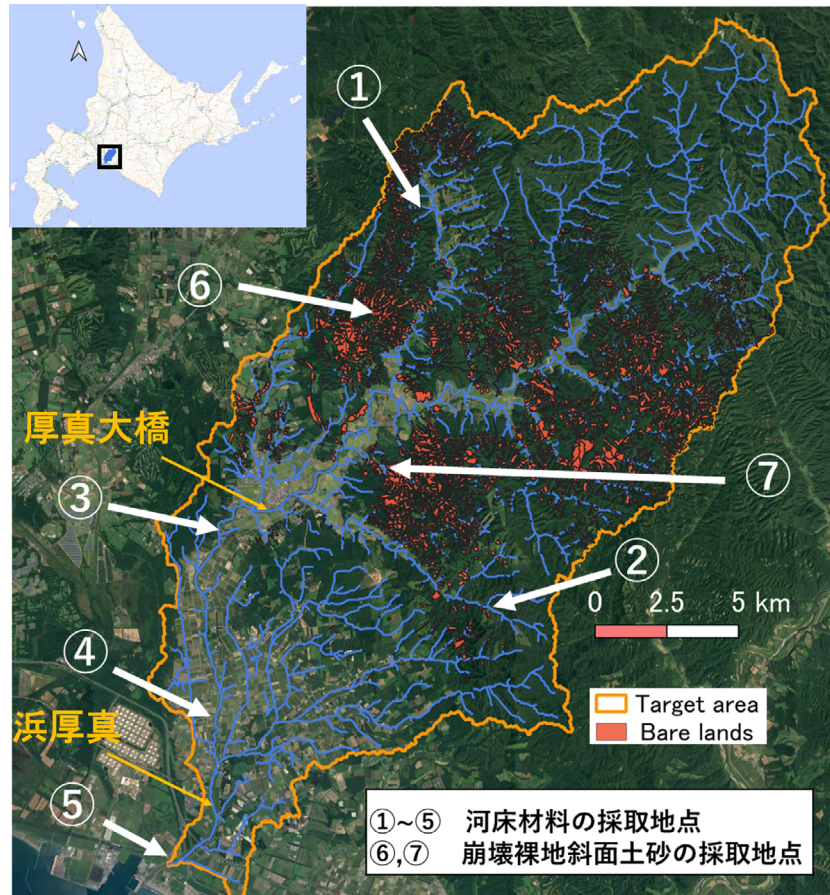 ①
⑥
厚真大橋
③
⑦
②
0 2.5 5 km
④
Target area
Bare lands
浜厚真
⑤
①~⑤ 河床材料の採取地点
⑥,⑦ 崩壊裸地斜面土砂の採取地点